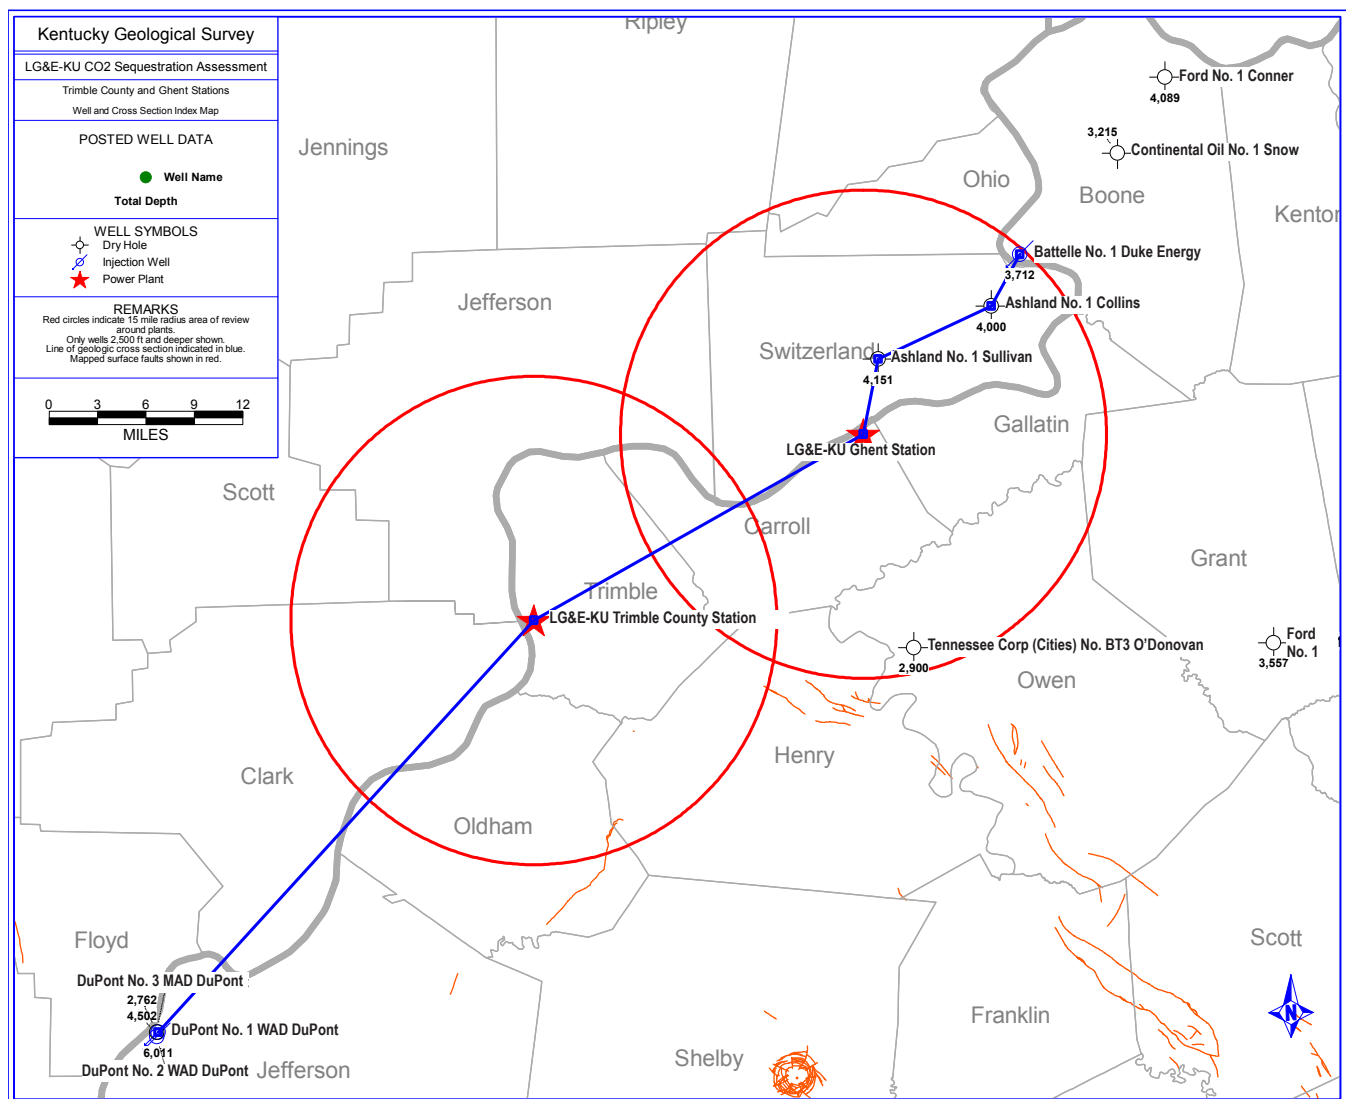 Kentucky Geological Survey
LG&E-KU CO2 Sequestration Assessment
Trimble County and Ghent Stations
Well and Cross Section Index Map
POSTED WELL DATA
Well Name
Total Depth
WELL SYMBOLS
Dry Hole
Injection Well
Power Plant
REMARKS
Red circles indicate 15 mile radius area of review
around plants.
Only wells 2,500 ft and deeper shown.
Line of geologic cross section indicated in blue.
Mapped surface faults shown in red.
0 3 6 9 12
MILES
Ripley
Ford No. 1 Conner
4,089
Jennings
3,215
Continental Oil No. 1 Snow
Ohio
Boone
Kenton
Battelle No. 1 Duke Energy
3,712
Jefferson
Ashland No. 1 Collins
4,000
Switzerland
Ashland No. 1 Sullivan
4,151
Gallatin
LG&E-KU Ghent Station
Scott
Carroll
Grant
Trimble
LG&E-KU Trimble County Station
Tennessee Corp (Cities) No. BT3 O'Donovan
2,900
Ford
No. 1
3,557
Owen
Henry
Clark
Oldham
Floyd
Scott
DuPont No. 3 MAD DuPont
2,762
4,502
DuPont No. 1 WAD DuPont
6,011
DuPont No. 2 WAD DuPont
Jefferson
Shelby
Franklin
N